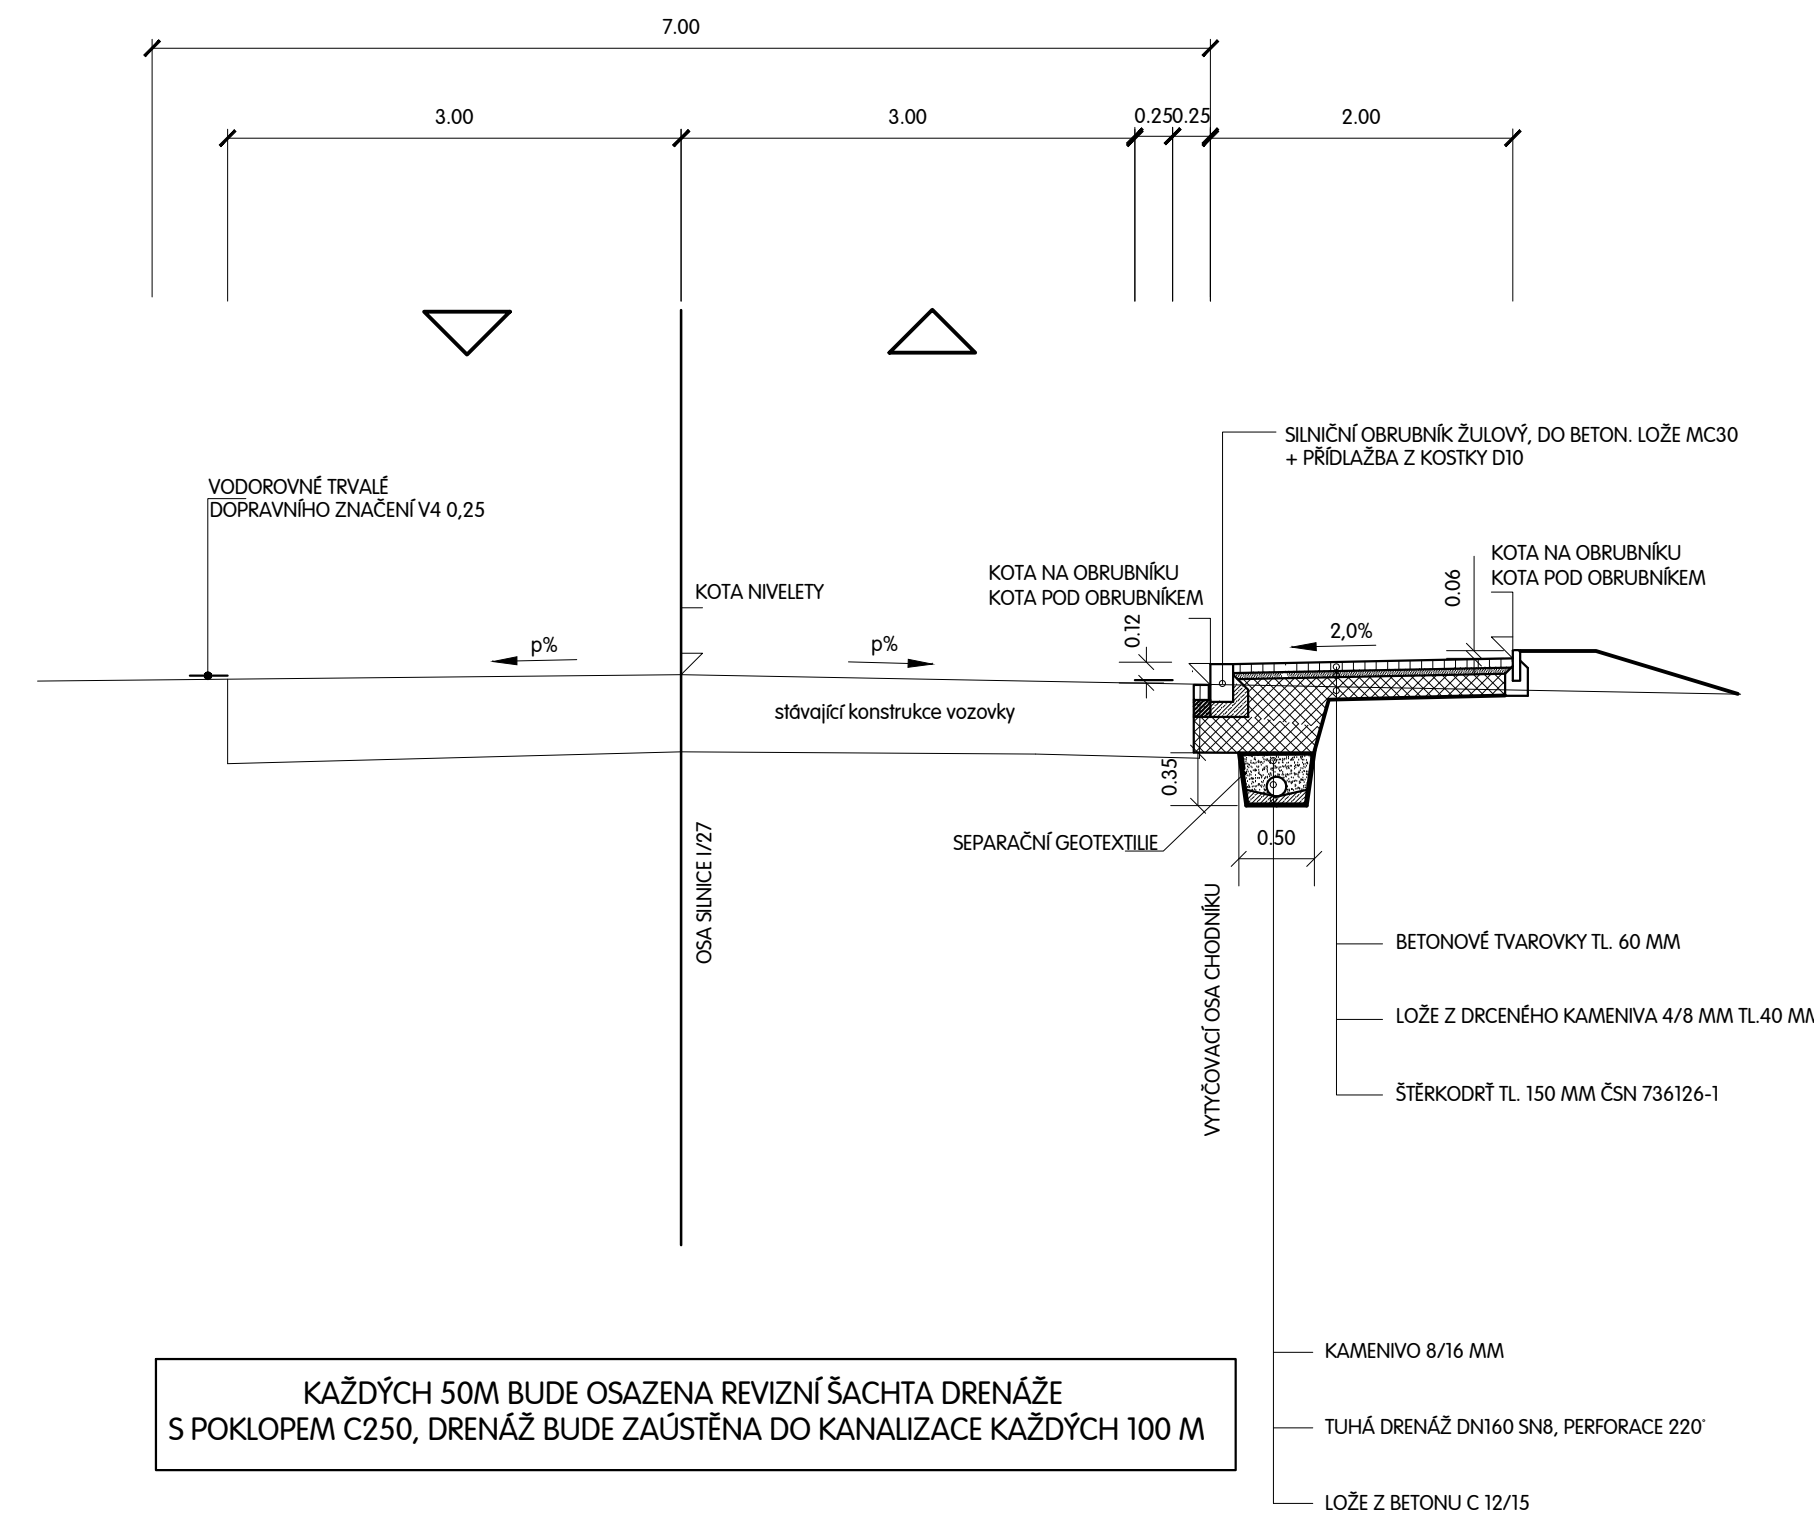 7.00
3.00
3.00
0.25
0.25
2.00
SILNIČNÍ OBRUBNÍK ŽULOVÝ, DO BETON. LOŽE MC30
+ PŘÍDLAŽBA Z KOSTKY D10
VODOROVNÉ TRVALÉ
DOPRAVNÍHO ZNAČENÍ V4 0,25
KOTA NIVELETY
KOTA NA OBRUBNÍKU
KOTA POD OBRUBNÍKEM
0.12
KOTA NA OBRUBNÍKU
KOTA POD OBRUBNÍKEM
0.06
p%
p%
2,0%
stávající konstrukce vozovky
0.35
SEPARAČNÍ GEOTEXTILIE
0.50
OSA SILNICE I/27
VYTYČOVACÍ OSA CHODNÍKU
BETONOVÉ TVAROVKY TL. 60 MM
LOŽE Z DRCENÉHO KAMENIVA 4/8 MM TL.40 MM
ŠTĚRKODRŤ TL. 150 MM ČSN 736126-1
KAMENIVO 8/16 MM
TUHÁ DRENÁŽ DN160 SN8, PERFORACE 220°
LOŽE Z BETONU C 12/15
KAŽDÝCH 50M BUDE OSAZENA REVIZNÍ ŠACHTA DRENÁŽE
S POKLOPEM C250, DRENÁŽ BUDE ZAÚSTĚNA DO KANALIZACE KAŽDÝCH 100 M